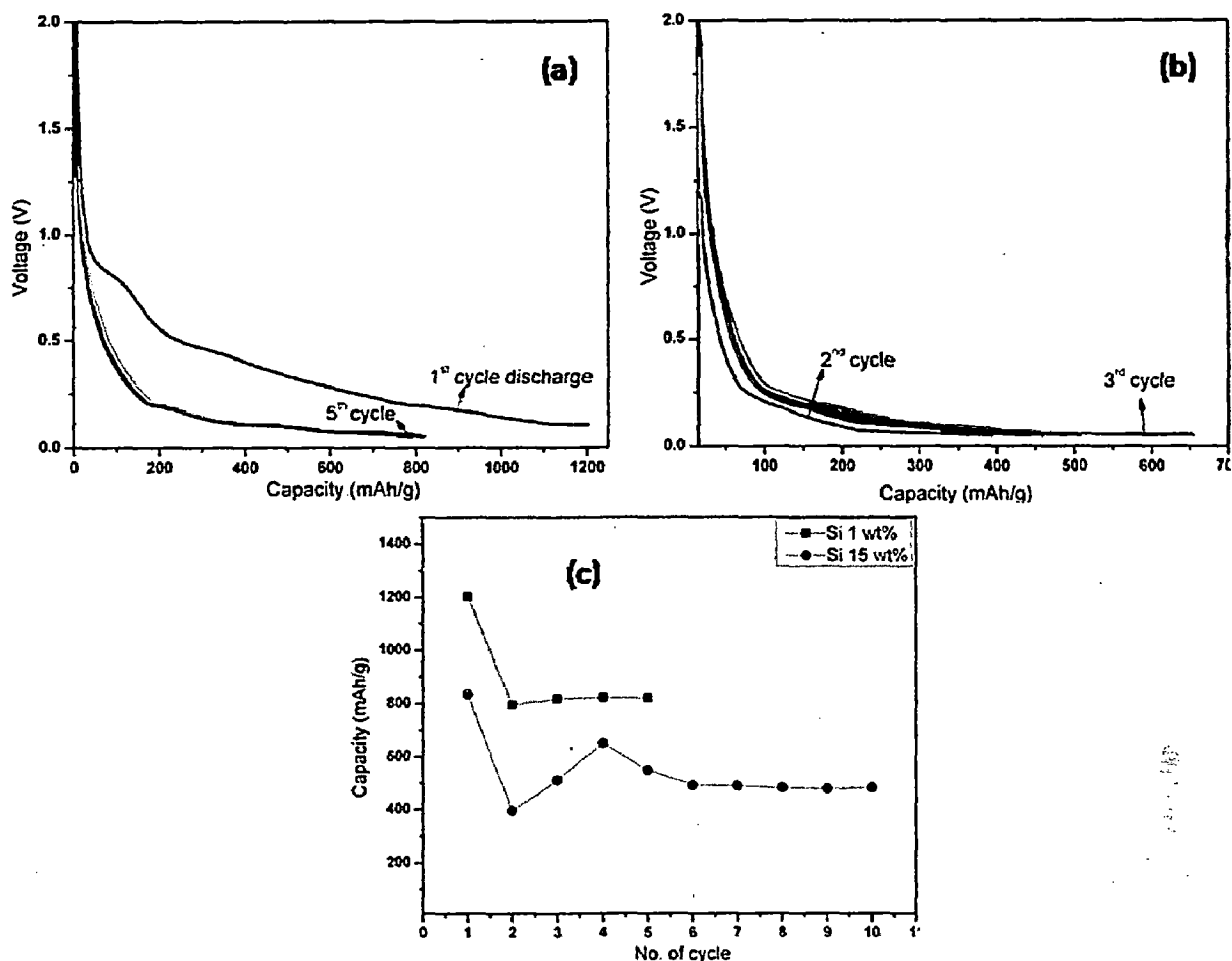 (a)
2.0
1.5
1.0
0.5
0.0
Voltage (V)
1st cycle discharge
5th cycle
0 200 400 600 800 1000 1200
Capacity (mAh/g)
(b)
2.0
1.5
1.0
0.5
0.0
Voltage (V)
2nd cycle
3rd cycle
100 200 300 400 500 600 70
Capacity (mAh/g)
(c)
Si 1 wt%
Si 15 wt%
1400
1200
1000
800
600
400
200
Capacity (mAh/g)
0 1 2 3 4 5 6 7 8 9 10 1
No. of cycle